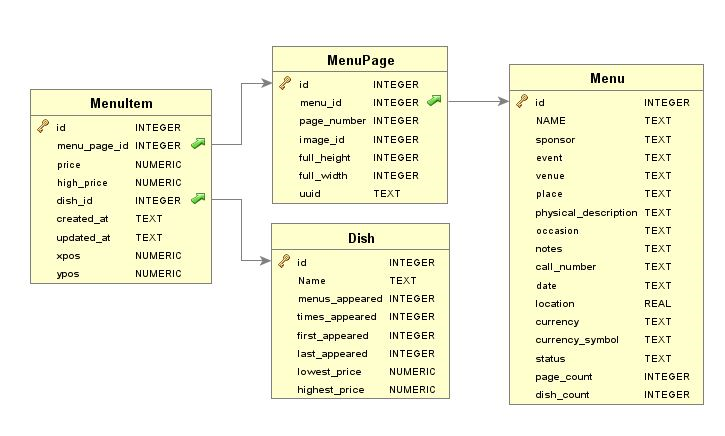 MenuItem
id INTEGER
menu_page_id INTEGER
price NUMERIC
high_price NUMERIC
dish_id INTEGER
created_at TEXT
updated_at TEXT
xpos NUMERIC
ypos NUMERIC
MenuPage
id INTEGER
menu_id INTEGER
page_number INTEGER
image_id INTEGER
full_height INTEGER
full_width INTEGER
uuid TEXT
Dish
id INTEGER
Name TEXT
menus_appeared INTEGER
times_appeared INTEGER
first_appeared INTEGER
last_appeared INTEGER
lowest_price NUMERIC
highest_price NUMERIC
Menu
id INTEGER
NAME TEXT
sponsor TEXT
event TEXT
venue TEXT
place TEXT
physical_description TEXT
occasion TEXT
notes TEXT
call_number TEXT
date TEXT
location REAL
currency TEXT
currency_symbol TEXT
status TEXT
page_count INTEGER
dish_count INTEGER